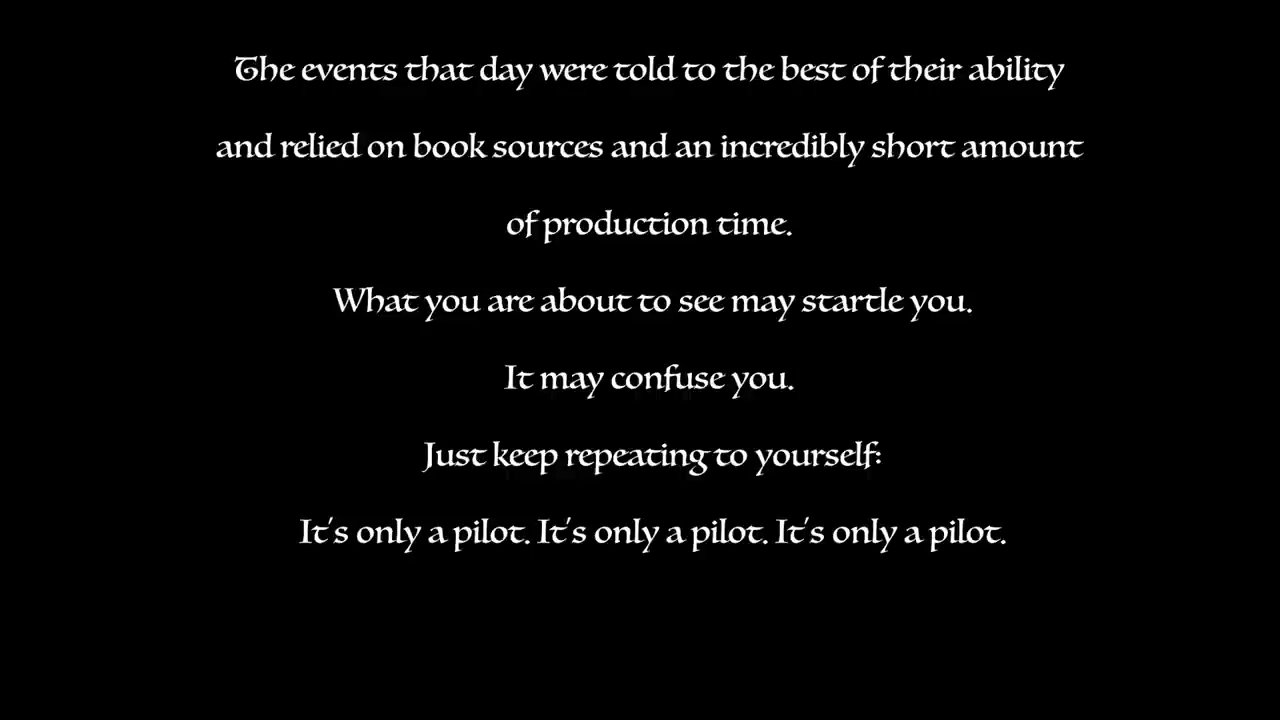 The events that day were told to the best of their ability
and relied on book sources and an incredibly short amount
of production time.
What you are about to see may startle you.
It may confuse you.
Just keep repeating to yourself:
It's only a pilot. It's only a pilot. It's only a pilot.